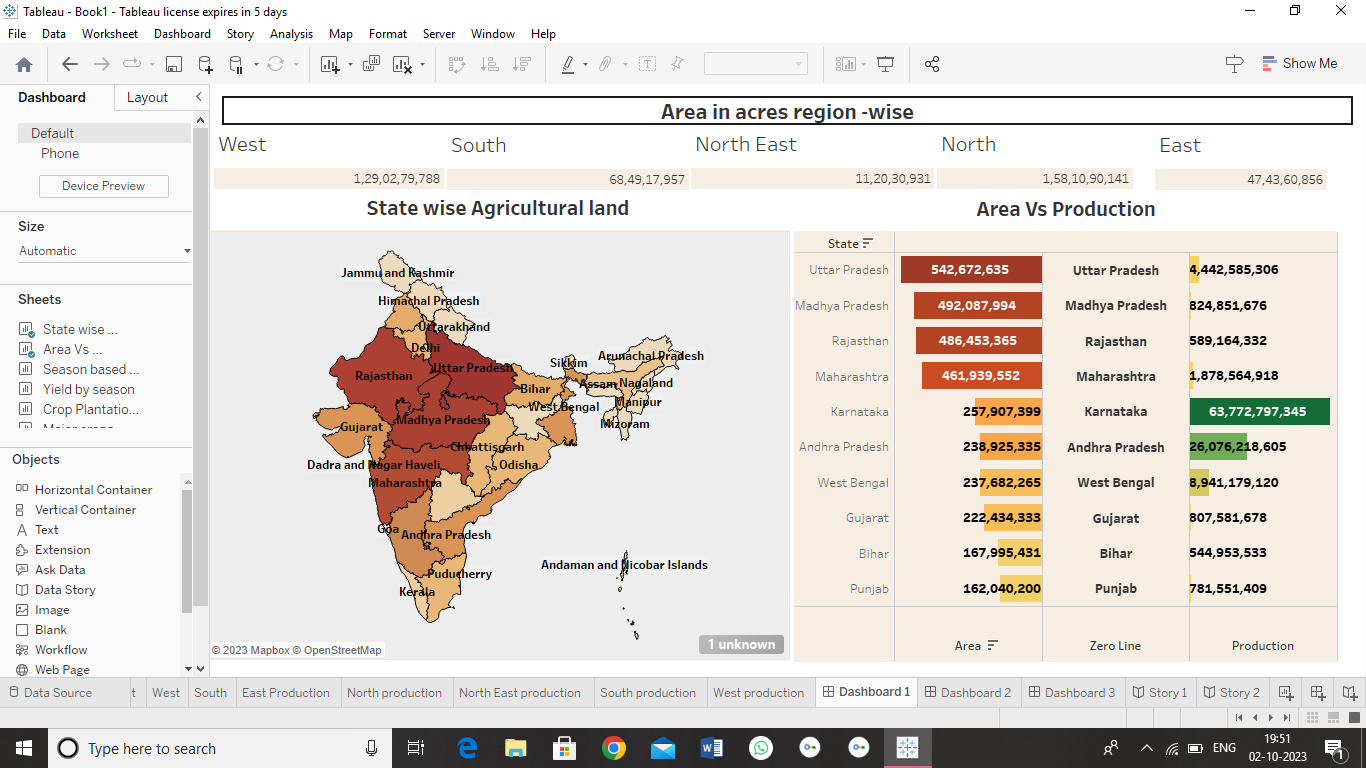 Tableau - Book1 - Tableau license expires in 5 days
File Data Worksheet Dashboard Story Analysis Map Format Server Window Help
Show Me
Dashboard Layout
Default
Phone
Device Preview
Size
Automatic
Sheets
State wise ...
Area Vs ...
Season based ...
Yield by season
Crop Plantatio...
Objects
Horizontal Container
Vertical Container
Text
Extension
Ask Data
Data Story
Image
Blank
Workflow
Web Page
Area in acres region -wise
West South North East North East
1,29,02,79,788 68,49,17,957 11,20,30,931 1,58,10,90,141 47,43,60,856
State wise Agricultural land
Jammu and Kashmir
Himachal Pradesh
Uttarakhand
Delhi
Arunachal Pradesh
Sikkim
Uttar Pradesh
Rajasthan
Assam Nagaland
Bihar
Manipur
West Bengal
Madhya Pradesh
Mizoram
Gujarat
Chhattisgarh
Dadra and Nagar Haveli
Odisha
Maharashtra
Goa
Andhra Pradesh
Andaman and Nicobar Islands
Puducherry
Kerala
1 unknown
© 2023 Mapbox © OpenStreetMap
Area Vs Production
State
Uttar Pradesh 542,672,635 Uttar Pradesh 4,442,585,306
Madhya Pradesh 492,087,994 Madhya Pradesh 824,851,676
Rajasthan 486,453,365 Rajasthan 589,164,332
Maharashtra 461,939,552 Maharashtra 1,878,564,918
Karnataka 257,907,399 Karnataka 63,772,797,345
Andhra Pradesh 238,925,335 Andhra Pradesh 26,076,218,605
West Bengal 237,682,265 West Bengal 8,941,179,120
Gujarat 222,434,333 Gujarat 807,581,678
Bihar 167,995,431 Bihar 544,953,533
Punjab 162,040,200 Punjab 781,551,409
Area Zero Line Production
Data Source t West South East Production North production North East production South production West production Dashboard 1 Dashboard 2 Dashboard 3 Story 1 Story 2
Type here to search
ENG
19:51
02-10-2023
1